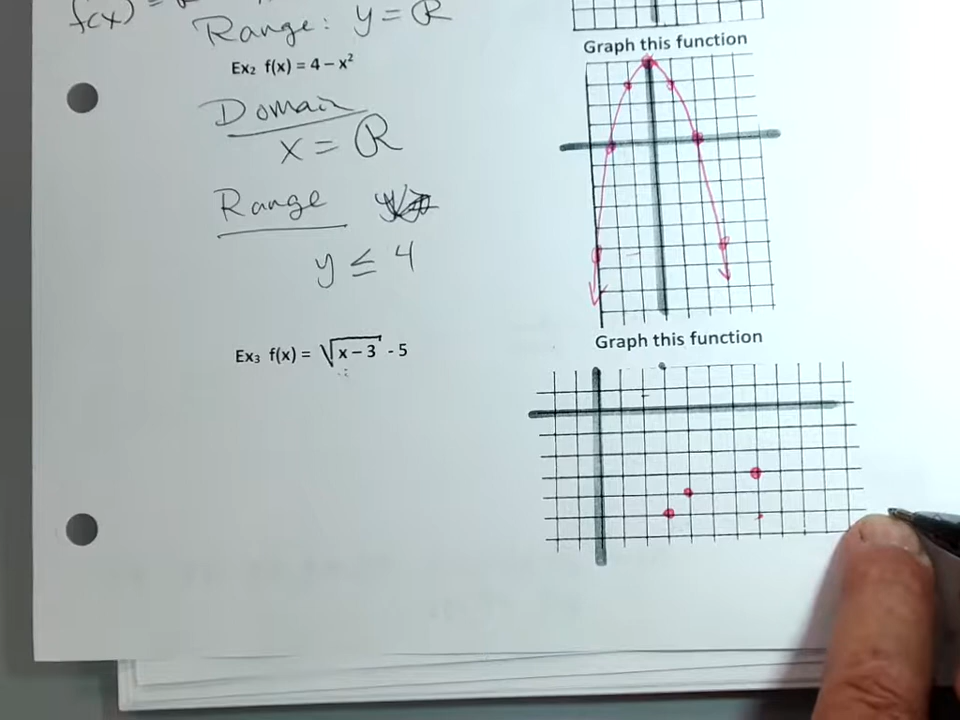 f(x) =
Range: y = ℝ
Graph this function
Ex₂ f(x) = 4 – x²
Domain
x = ℝ
Range
y ≤ 4
Graph this function
Ex₃ f(x) = √x – 3 - 5